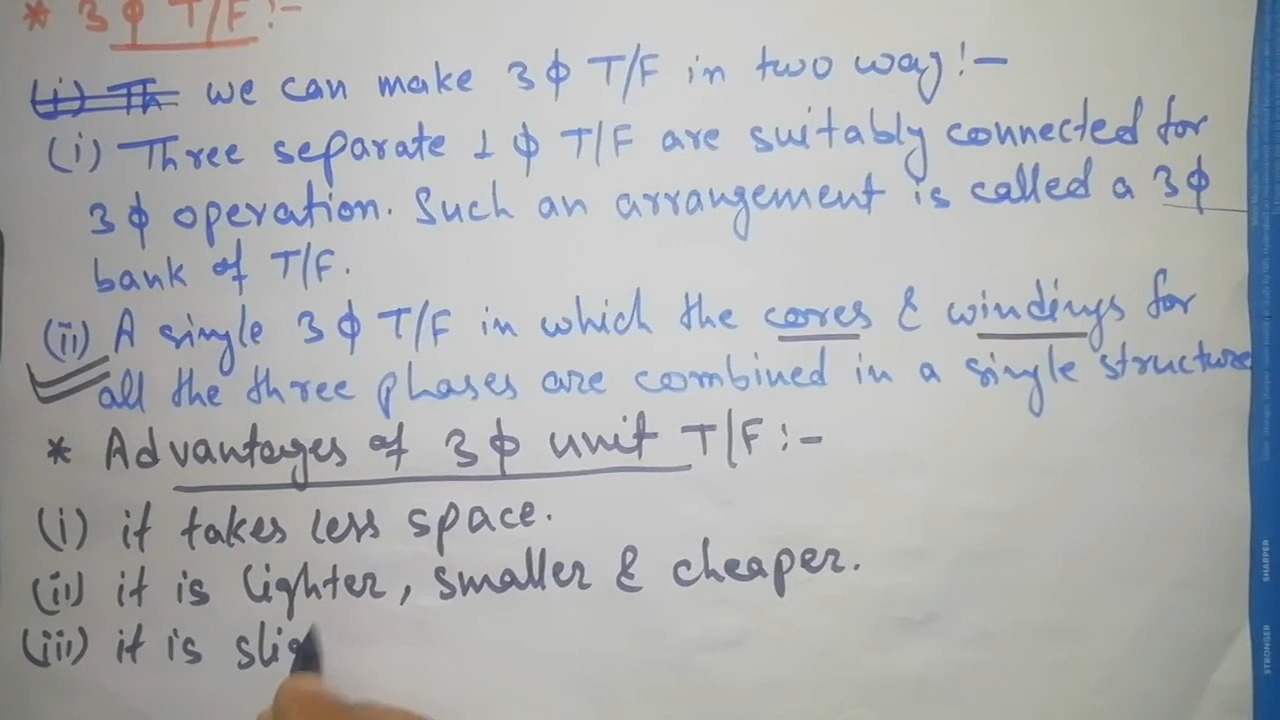 * 3 ϕ T/F :-
(i) Th we can make 3 ϕ T/F in two way! -
(i) Three separate 1 ϕ T/F are suitably connected for
3 ϕ operation. Such an arrangement is called a 3 ϕ
bank of T/F.
(ii) A single 3 ϕ T/F in which the cores & windings for
all the three phases are combined in a single structure
* Advantages of 3 ϕ unit T/F :-
(i) it takes less space.
(ii) it is lighter, smaller & cheaper.
(iii) it is slig
SHARPER
STRONGER